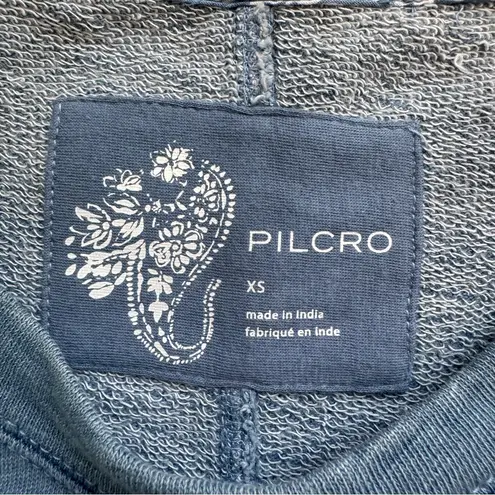 PILCRO
XS
made in India
fabriqué en Inde